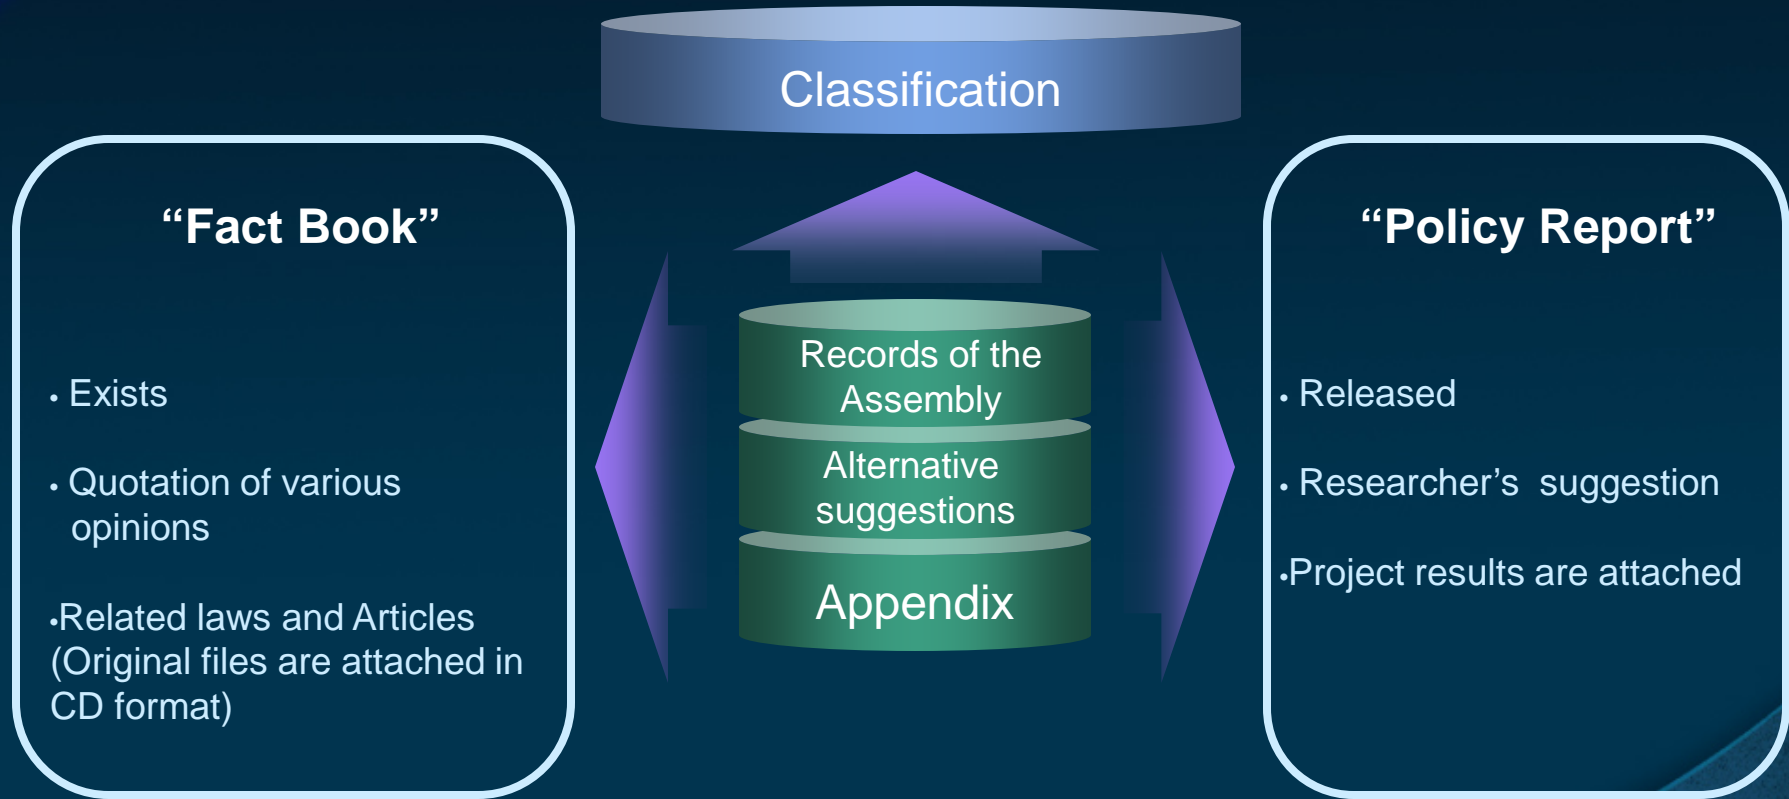 Classification
“Fact Book”
• Exists
• Quotation of various
opinions
•Related laws and Articles
(Original files are attached in
CD format)
Records of the
Assembly
Alternative
suggestions
Appendix
“Policy Report”
• Released
• Researcher’s  suggestion
•Project results are attached